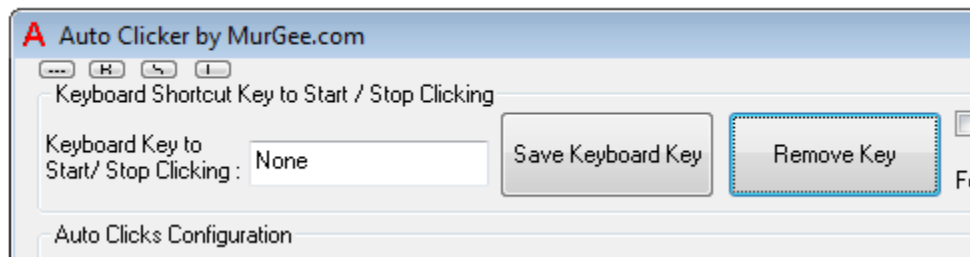 A Auto Clicker by MurGee.com
Keyboard Shortcut Key to Start / Stop Clicking
Keyboard Key to
Start/ Stop Clicking :
None
Save Keyboard Key
Remove Key
Auto Clicks Configuration